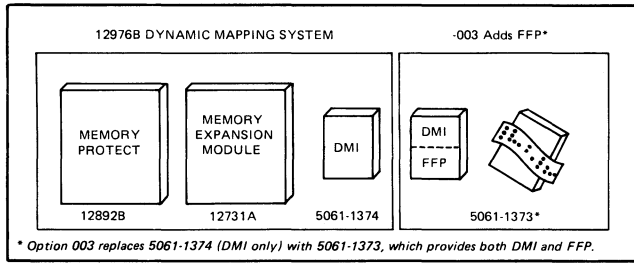 12976B DYNAMIC MAPPING SYSTEM
-003 Adds FFP*
MEMORY
PROTECT
12892B
MEMORY
EXPANSION
MODULE
12731A
DMI
5061-1374
DMI
FFP
5061-1373*
* Option 003 replaces 5061-1374 (DMI only) with 5061-1373, which provides both DMI and FFP.